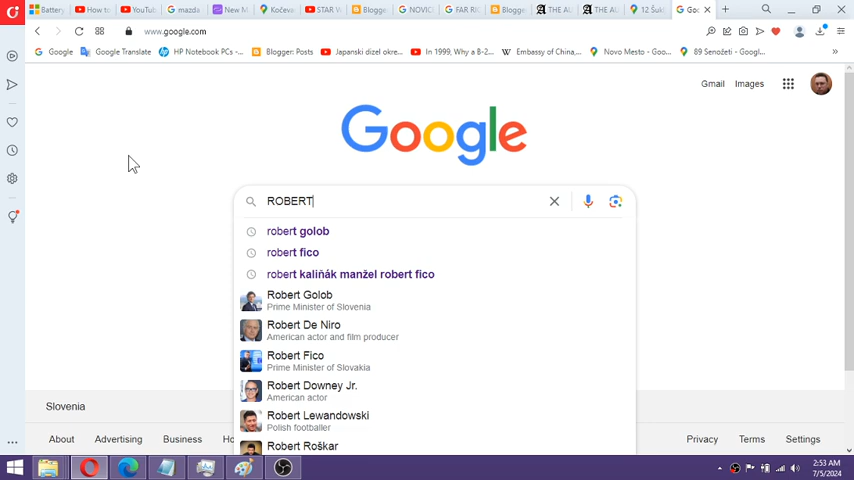 Battery
How to
YouTu
mazda
New M
Kočeva
STAR W
Blogge
NOVIC
FAR RIG
Blogge
THE AU
THE AU
12 Šuk
Goo
www.google.com
Google
Google Translate
HP Notebook PCs -...
Blogger: Posts
Japanski dizel okre...
In 1999, Why a B-2...
Embassy of China,...
Novo Mesto - Goo...
89 Senožeti - Googl...
Gmail
Images
Google
ROBERT
robert golob
robert fico
robert kaliňák manžel robert fico
Robert Golob
Prime Minister of Slovenia
Robert De Niro
American actor and film producer
Robert Fico
Prime Minister of Slovakia
Robert Downey Jr.
American actor
Robert Lewandowski
Polish footballer
Robert Roškar
Slovenia
About
Advertising
Business
Ho
Privacy
Terms
Settings
2:53 AM
7/5/2024